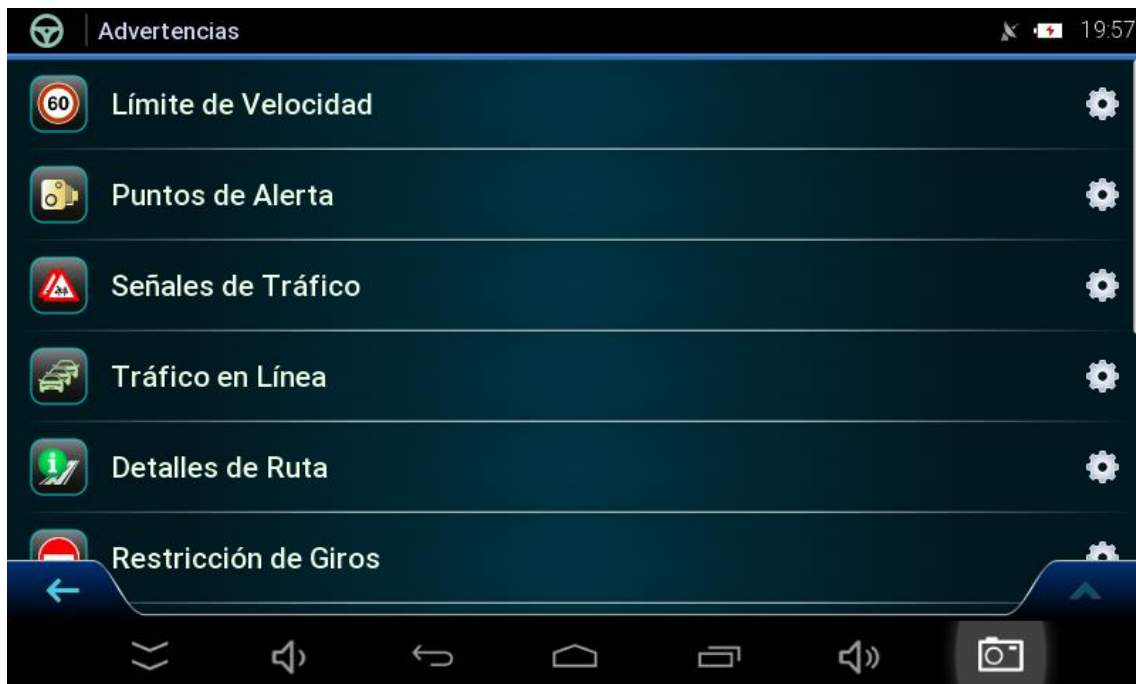 Advertencias
19:57
60
Límite de Velocidad
Puntos de Alerta
Señales de Tráfico
Tráfico en Línea
i
Detalles de Ruta
Restricción de Giros